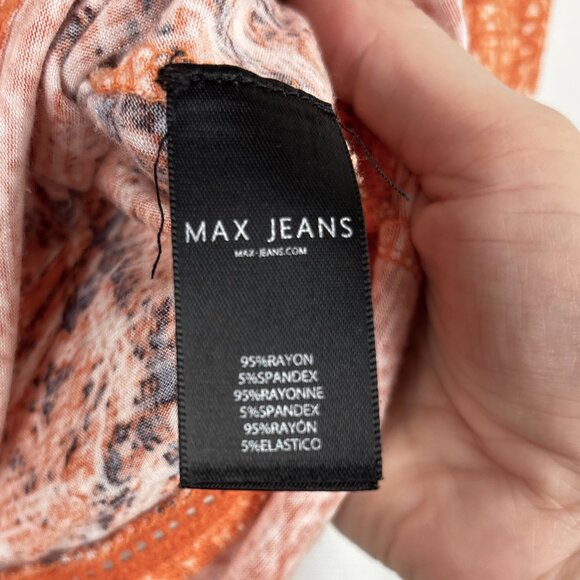 MAX JEANS
MAX-JEANS.COM
95%RAYON
5%SPANDEX
95%RAYONNE
5%SPANDEX
95%RAYÓN
5%ELASTICO